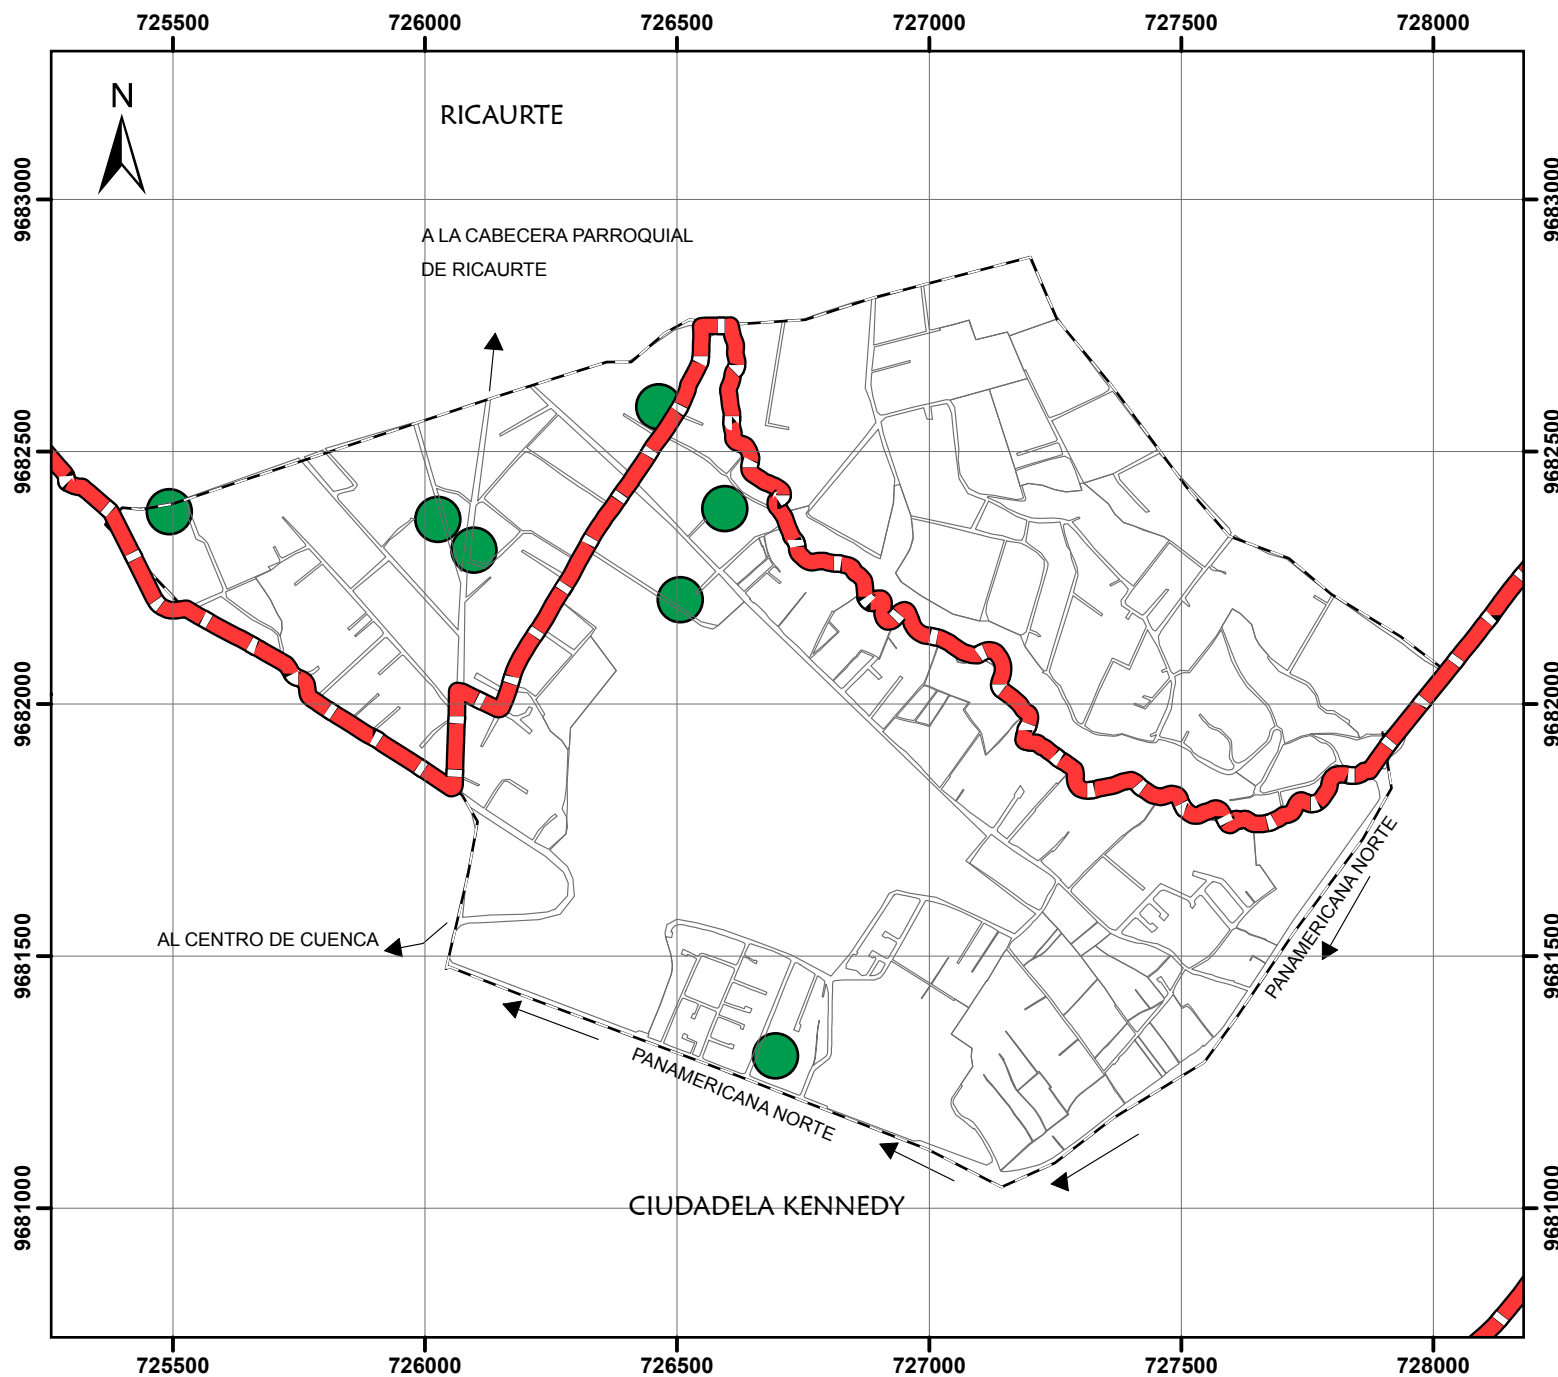 725500 726000 726500 727000 727500 728000
N
RICAURTE
9683000 9683000
A LA CABECERA PARROQUIAL
DE RICAURTE
9682500 9682500
9682000 9682000
PANAMERICANA NORTE
AL CENTRO DE CUENCA
9681500 9681500
PANAMERICANA NORTE
CIUDADELA KENNEDY
9681000 9681000
725500 726000 726500 727000 727500 728000